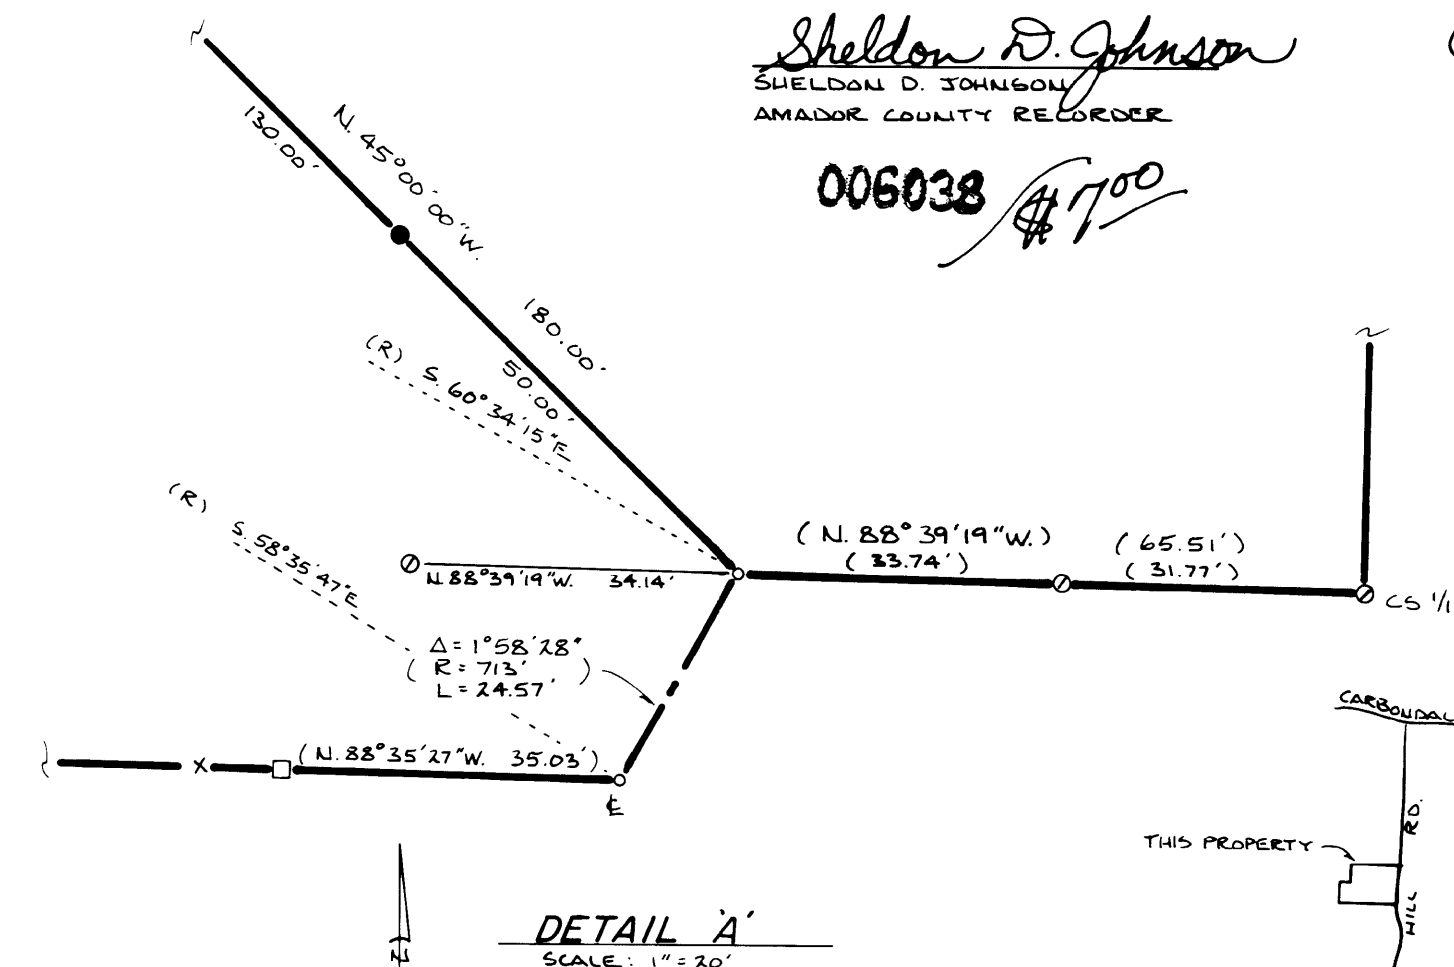 Sheldon D. Johnson
SHELDON D. JOHNSON
AMADOR COUNTY RECORDER
006038 $7.00
130.00'
N. 45°00'00"W.
180.00'
50.00'
(R) S. 60°34'15"E
(R) S. 58°35'47"E
N. 88°39'19"W. 34.14'
(N. 88°39'19"W.)
(33.74')
(65.51')
(31.77')
CS 1/1
Δ = 1°58'28"
( R = 713' )
L = 24.57'
X
(N. 88°35'27"W. 35.03')
℄
CARBONDAL
RD.
THIS PROPERTY
HILL
N
DETAIL 'A'
SCALE: 1" = 20'